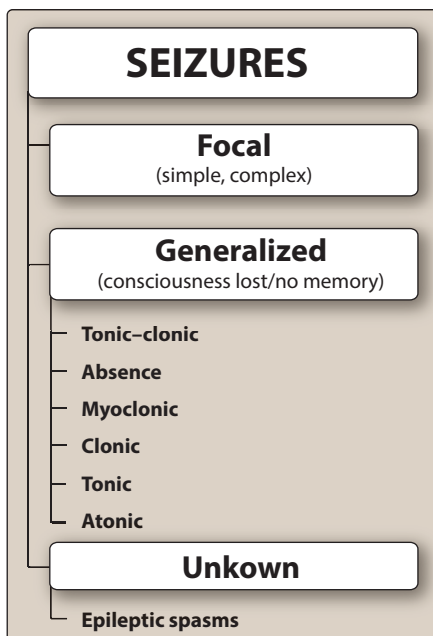 SEIZURES
Focal
(simple, complex)
Generalized
(consciousness lost/no memory)
Tonic–clonic
Absence
Myoclonic
Clonic
Tonic
Atonic
Unkown
Epileptic spasms